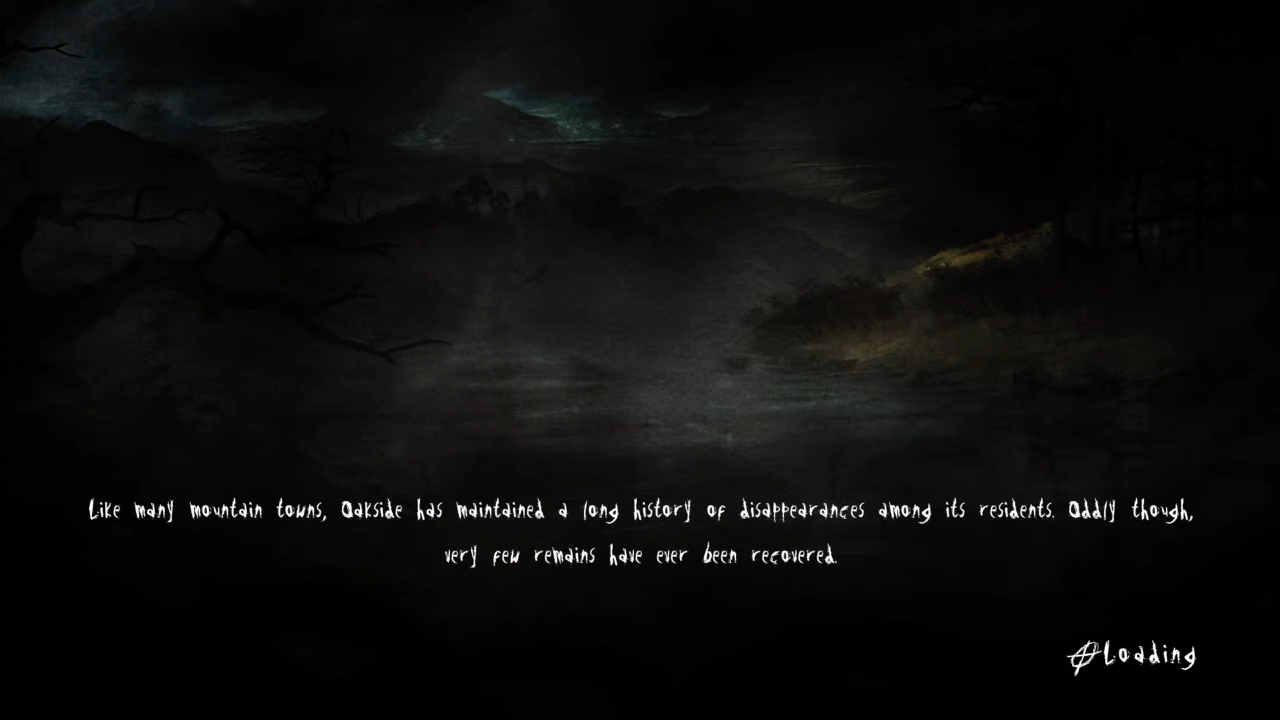 Like many mountain towns, Oakside has maintained a long history of disappearances among its residents. Oddly though,
very few remains have ever been recovered.
Loading